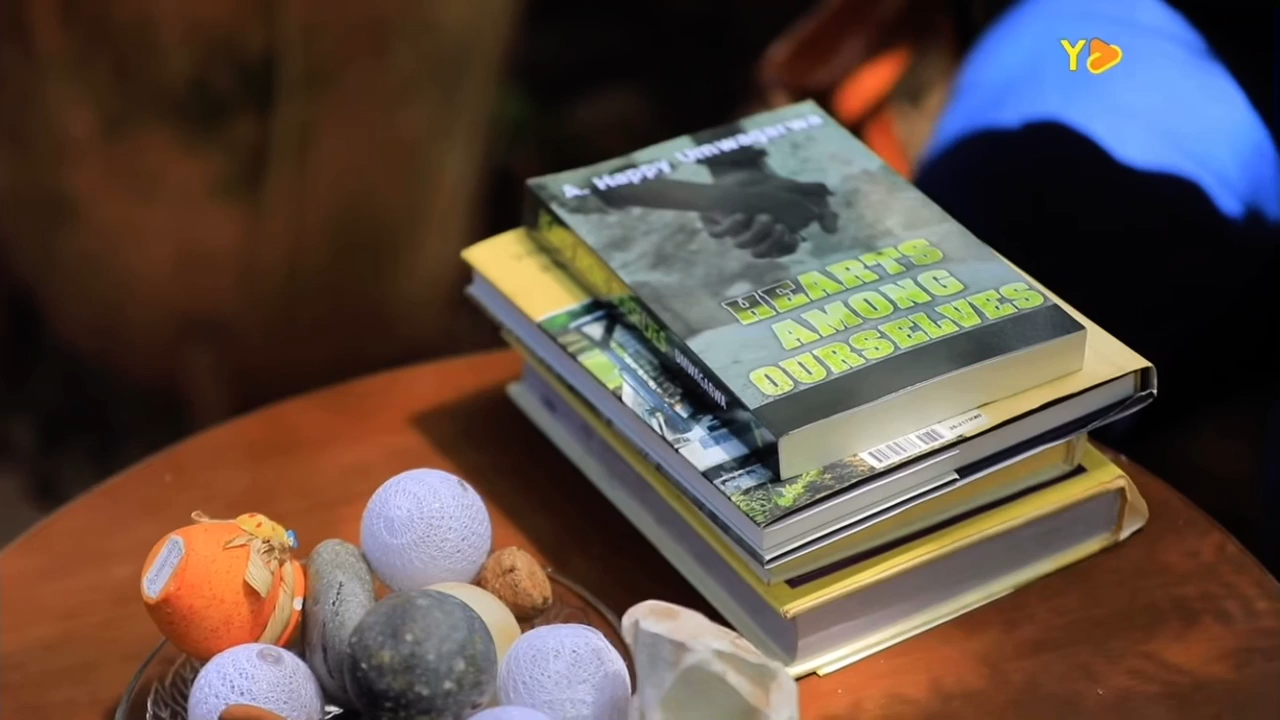 Y
A. Happy Umwagarwa
HEARTS
AMONG
OURSELVES
UMWAGARWA